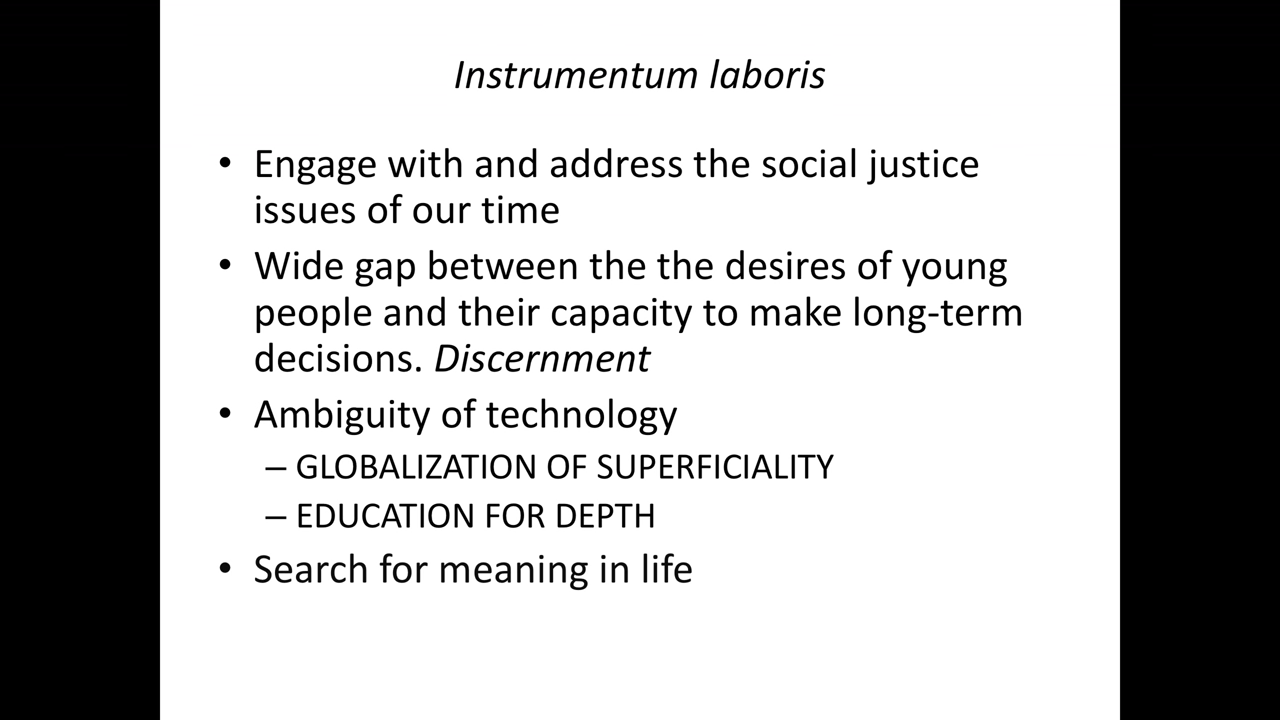 Instrumentum laboris
• Engage with and address the social justice
issues of our time
• Wide gap between the the desires of young
people and their capacity to make long-term
decisions. Discernment
• Ambiguity of technology
– GLOBALIZATION OF SUPERFICIALITY
– EDUCATION FOR DEPTH
• Search for meaning in life